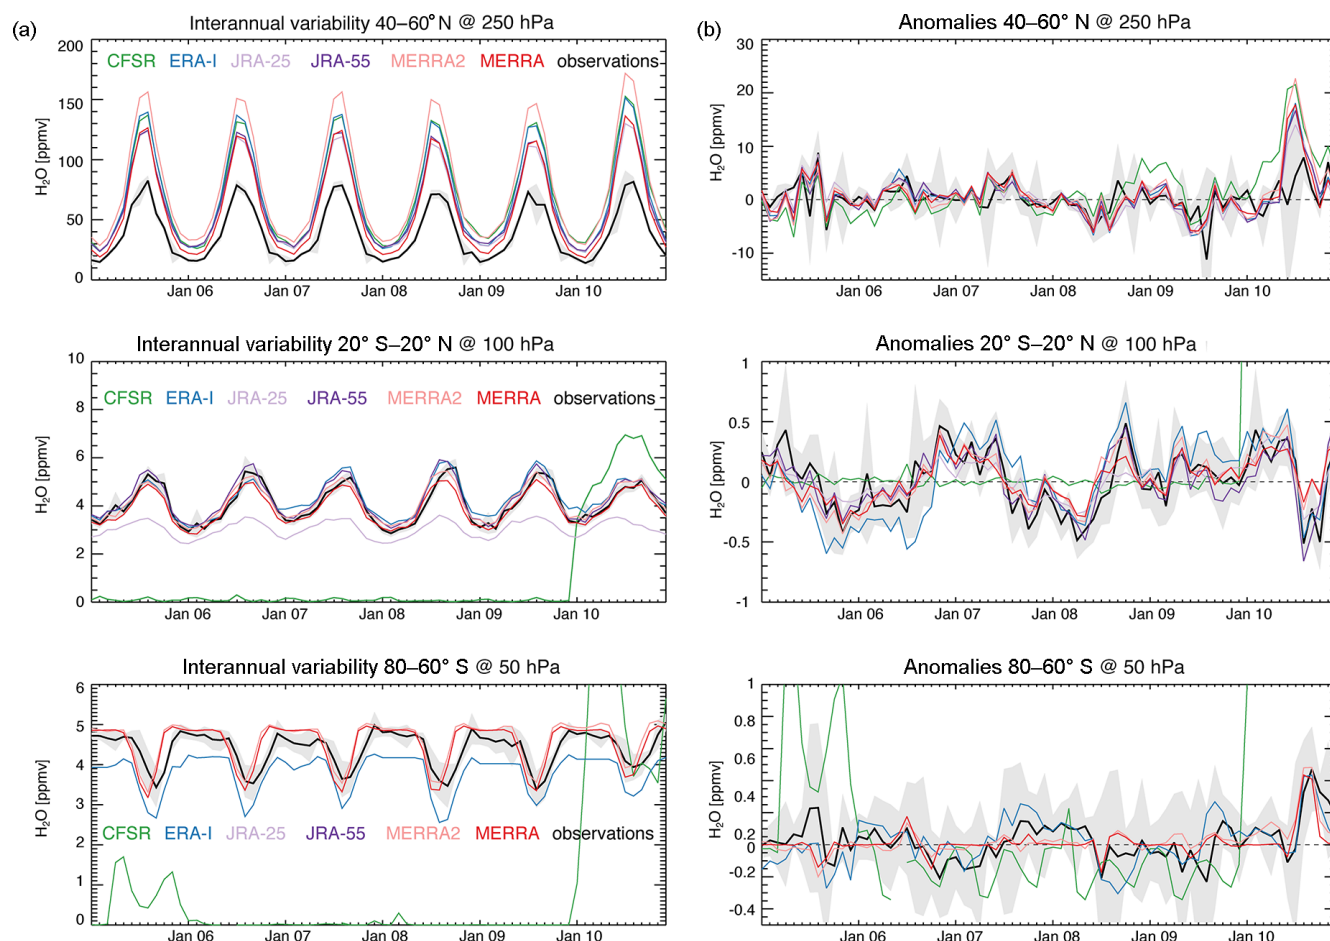 (a)
Interannual variability 40–60° N @ 250 hPa
200
150
100
50
0
H₂O [ppmv]
CFSR ERA-I JRA-25 JRA-55 MERRA2 MERRA observations
Jan 06 Jan 07 Jan 08 Jan 09 Jan 10
(b)
Anomalies 40–60° N @ 250 hPa
30
20
10
0
-10
H₂O [ppmv]
Jan 06 Jan 07 Jan 08 Jan 09 Jan 10
Interannual variability 20° S–20° N @ 100 hPa
10
8
6
4
2
0
H₂O [ppmv]
CFSR ERA-I JRA-25 JRA-55 MERRA2 MERRA observations
Jan 06 Jan 07 Jan 08 Jan 09 Jan 10
Anomalies 20° S–20° N @ 100 hPa
1
0.5
0
-0.5
-1
H₂O [ppmv]
Jan 06 Jan 07 Jan 08 Jan 09 Jan 10
Interannual variability 80–60° S @ 50 hPa
6
5
4
3
2
1
0
H₂O [ppmv]
CFSR ERA-I JRA-25 JRA-55 MERRA2 MERRA observations
Jan 06 Jan 07 Jan 08 Jan 09 Jan 10
Anomalies 80–60° S @ 50 hPa
1
0.8
0.6
0.4
0.2
0
-0.2
-0.4
H₂O [ppmv]
Jan 06 Jan 07 Jan 08 Jan 09 Jan 10